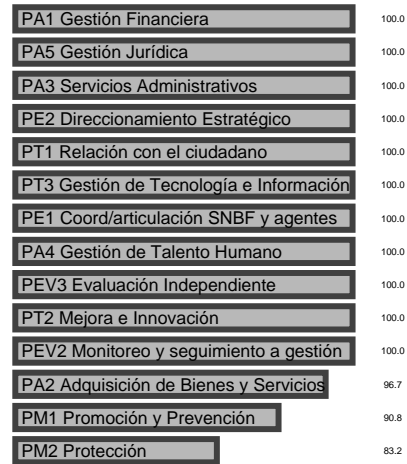 PA1 Gestión Financiera 100.0
PA5 Gestión Jurídica 100.0
PA3 Servicios Administrativos 100.0
PE2 Direccionamiento Estratégico 100.0
PT1 Relación con el ciudadano 100.0
PT3 Gestión de Tecnología e Información 100.0
PE1 Coord/articulación SNBF y agentes 100.0
PA4 Gestión de Talento Humano 100.0
PEV3 Evaluación Independiente 100.0
PT2 Mejora e Innovación 100.0
PEV2 Monitoreo y seguimiento a gestión 100.0
PA2 Adquisición de Bienes y Servicios 96.7
PM1 Promoción y Prevención 90.8
PM2 Protección 83.2